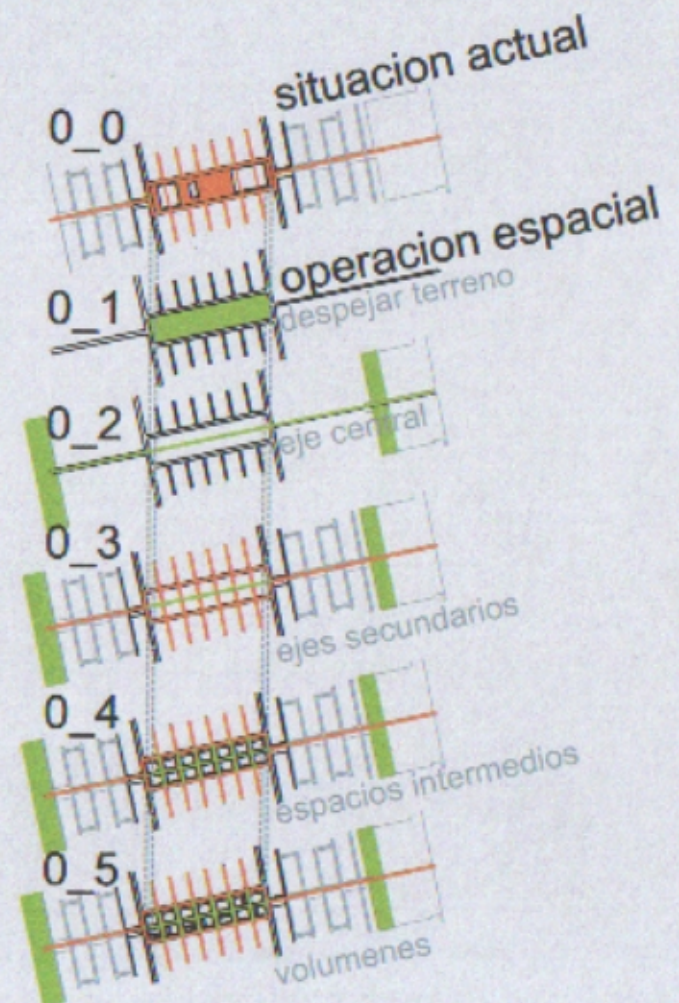 situacion actual
0_0
operacion espacial
0_1
despejar terreno
0_2
eje central
0_3
ejes secundarios
0_4
espacios intermedios
0_5
volumenes